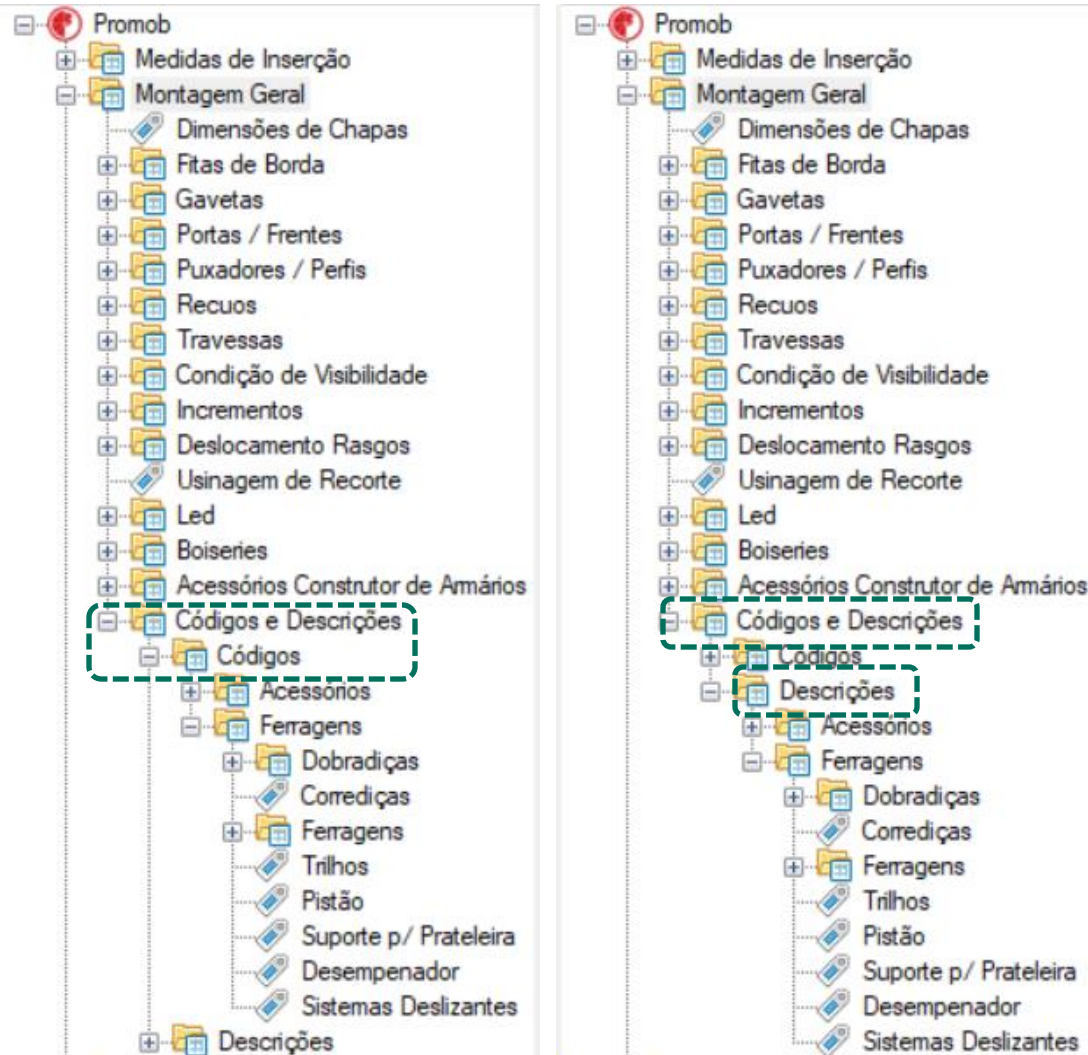 Promob
Medidas de Inserção
Montagem Geral
Dimensões de Chapas
Fitas de Borda
Gavetas
Portas / Frentes
Puxadores / Perfis
Recuos
Travessas
Condição de Visibilidade
Incrementos
Deslocamento Rasgos
Usinagem de Recorte
Led
Boiseries
Acessórios Construtor de Armários
Códigos e Descrições
Códigos
Acessórios
Ferragens
Dobradiças
Corrediças
Ferragens
Trilhos
Pistão
Suporte p/ Prateleira
Desempenador
Sistemas Deslizantes
Descrições
Promob
Medidas de Inserção
Montagem Geral
Dimensões de Chapas
Fitas de Borda
Gavetas
Portas / Frentes
Puxadores / Perfis
Recuos
Travessas
Condição de Visibilidade
Incrementos
Deslocamento Rasgos
Usinagem de Recorte
Led
Boiseries
Acessórios Construtor de Armários
Códigos e Descrições
Códigos
Descrições
Acessórios
Ferragens
Dobradiças
Corrediças
Ferragens
Trilhos
Pistão
Suporte p/ Prateleira
Desempenador
Sistemas Deslizantes